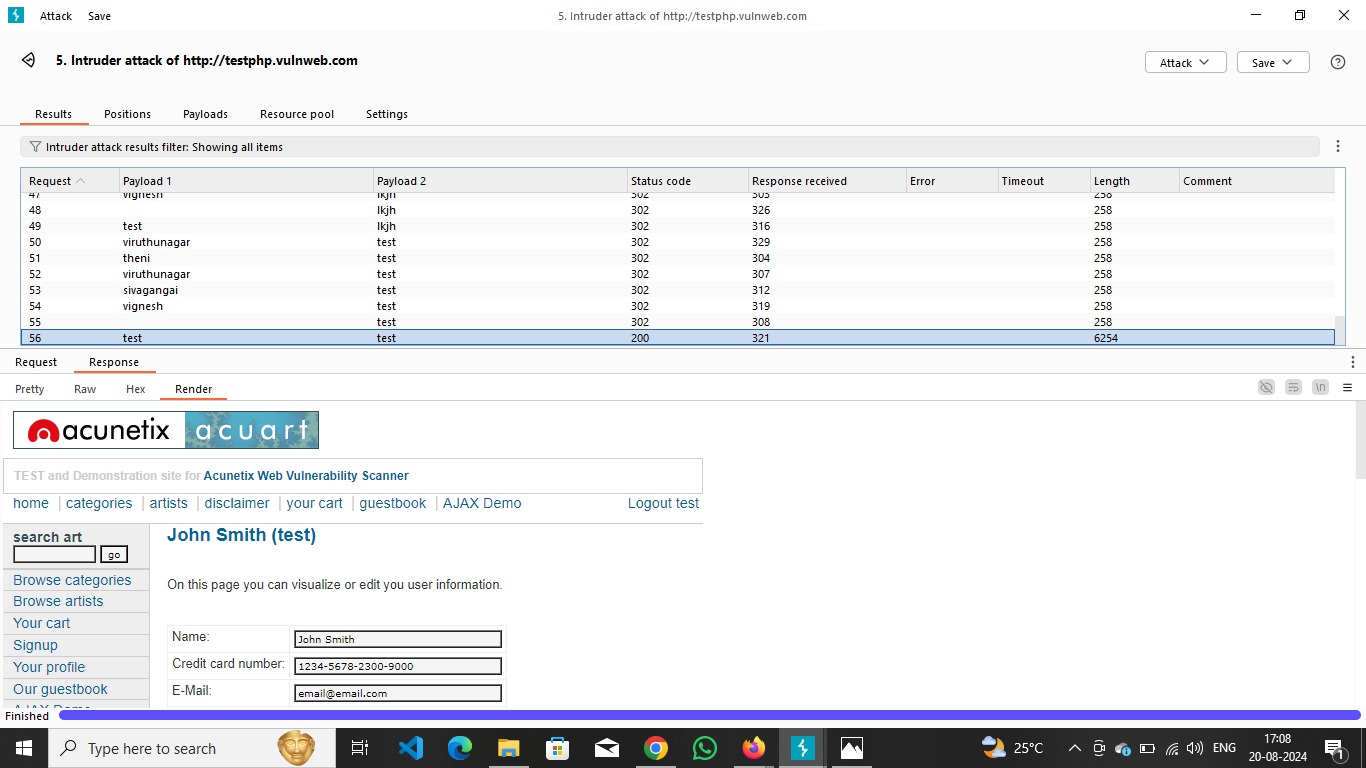 Attack Save 5. Intruder attack of http://testphp.vulnweb.com
5. Intruder attack of http://testphp.vulnweb.com Attack Save
Results Positions Payloads Resource pool Settings
Intruder attack results filter: Showing all items
Request Payload 1 Payload 2 Status code Response received Error Timeout Length Comment
47 vignesh lkjh 302 303 258
48 lkjh 302 326 258
49 test lkjh 302 316 258
50 viruthunagar test 302 329 258
51 theni test 302 304 258
52 viruthunagar test 302 307 258
53 sivagangai test 302 312 258
54 vignesh test 302 319 258
55 test 302 308 258
56 test test 200 321 6254
Request Response
Pretty Raw Hex Render \n
acunetix acuart
TEST and Demonstration site for Acunetix Web Vulnerability Scanner
home | categories | artists | disclaimer | your cart | guestbook | AJAX Demo Logout test
search art
go
Browse categories
Browse artists
Your cart
Signup
Your profile
Our guestbook
AJAX Demo
John Smith (test)
On this page you can visualize or edit you user information.
Name: John Smith
Credit card number: 1234-5678-2300-9000
E-Mail: email@email.com
Finished
Type here to search 25°C ENG 17:08
20-08-2024 1